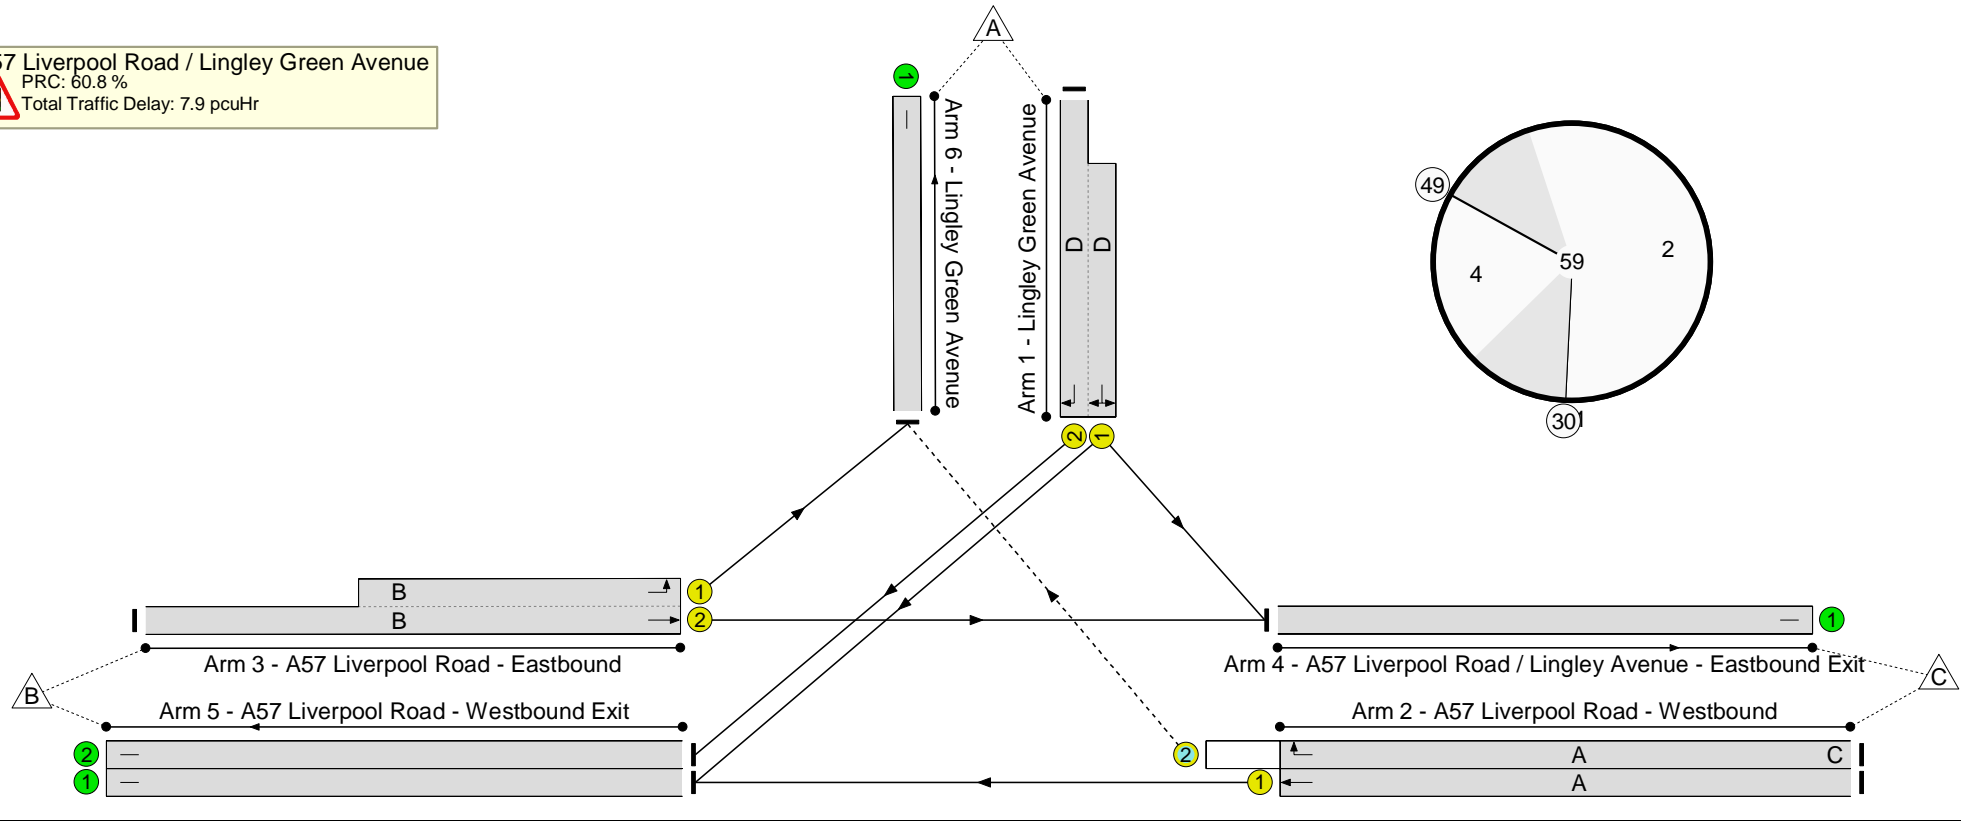 A
57 Liverpool Road / Lingley Green Avenue
PRC: 60.8 %
Total Traffic Delay: 7.9 pcuHr
1
Arm 6 - Lingley Green Avenue
Arm 1 - Lingley Green Avenue
D D
2 1
49
59
2
4
30
B
B
1
2
Arm 3 - A57 Liverpool Road - Eastbound
1
Arm 4 - A57 Liverpool Road / Lingley Avenue - Eastbound Exit
B
C
Arm 5 - A57 Liverpool Road - Westbound Exit
Arm 2 - A57 Liverpool Road - Westbound
2
1
2
1
A
C
A